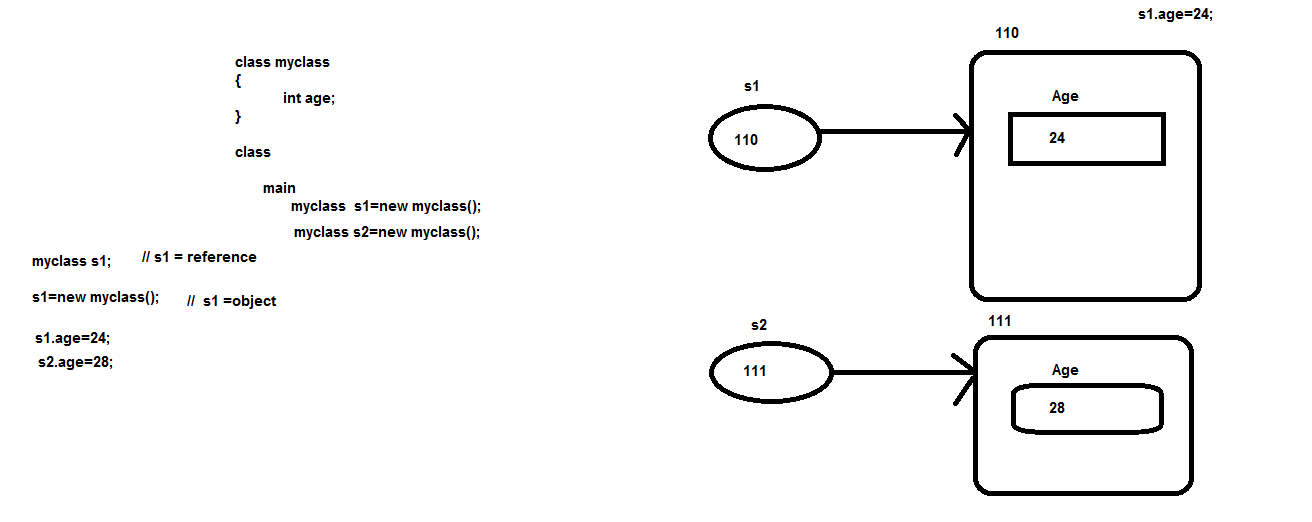 class myclass
{
int age;
}
class
main
myclass  s1=new myclass();
myclass s2=new myclass();
myclass s1;  // s1 = reference
s1=new myclass();  //  s1 =object
s1.age=24;
s2.age=28;
s1.age=24;
110
s1
Age
110
24
s2
111
Age
111
28